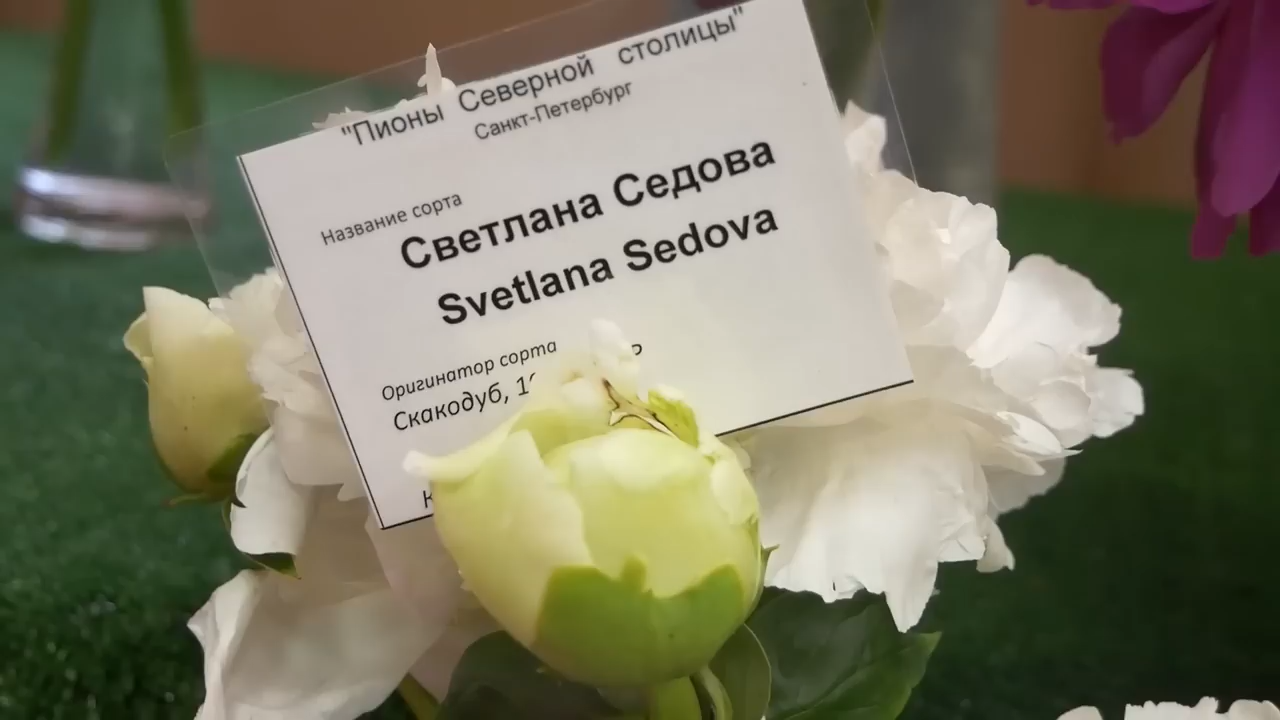 "Пионы Северной столицы"
Санкт-Петербург
Название сорта
Светлана Седова
Svetlana Sedova
Оригинатор сорта
Скакодуб,